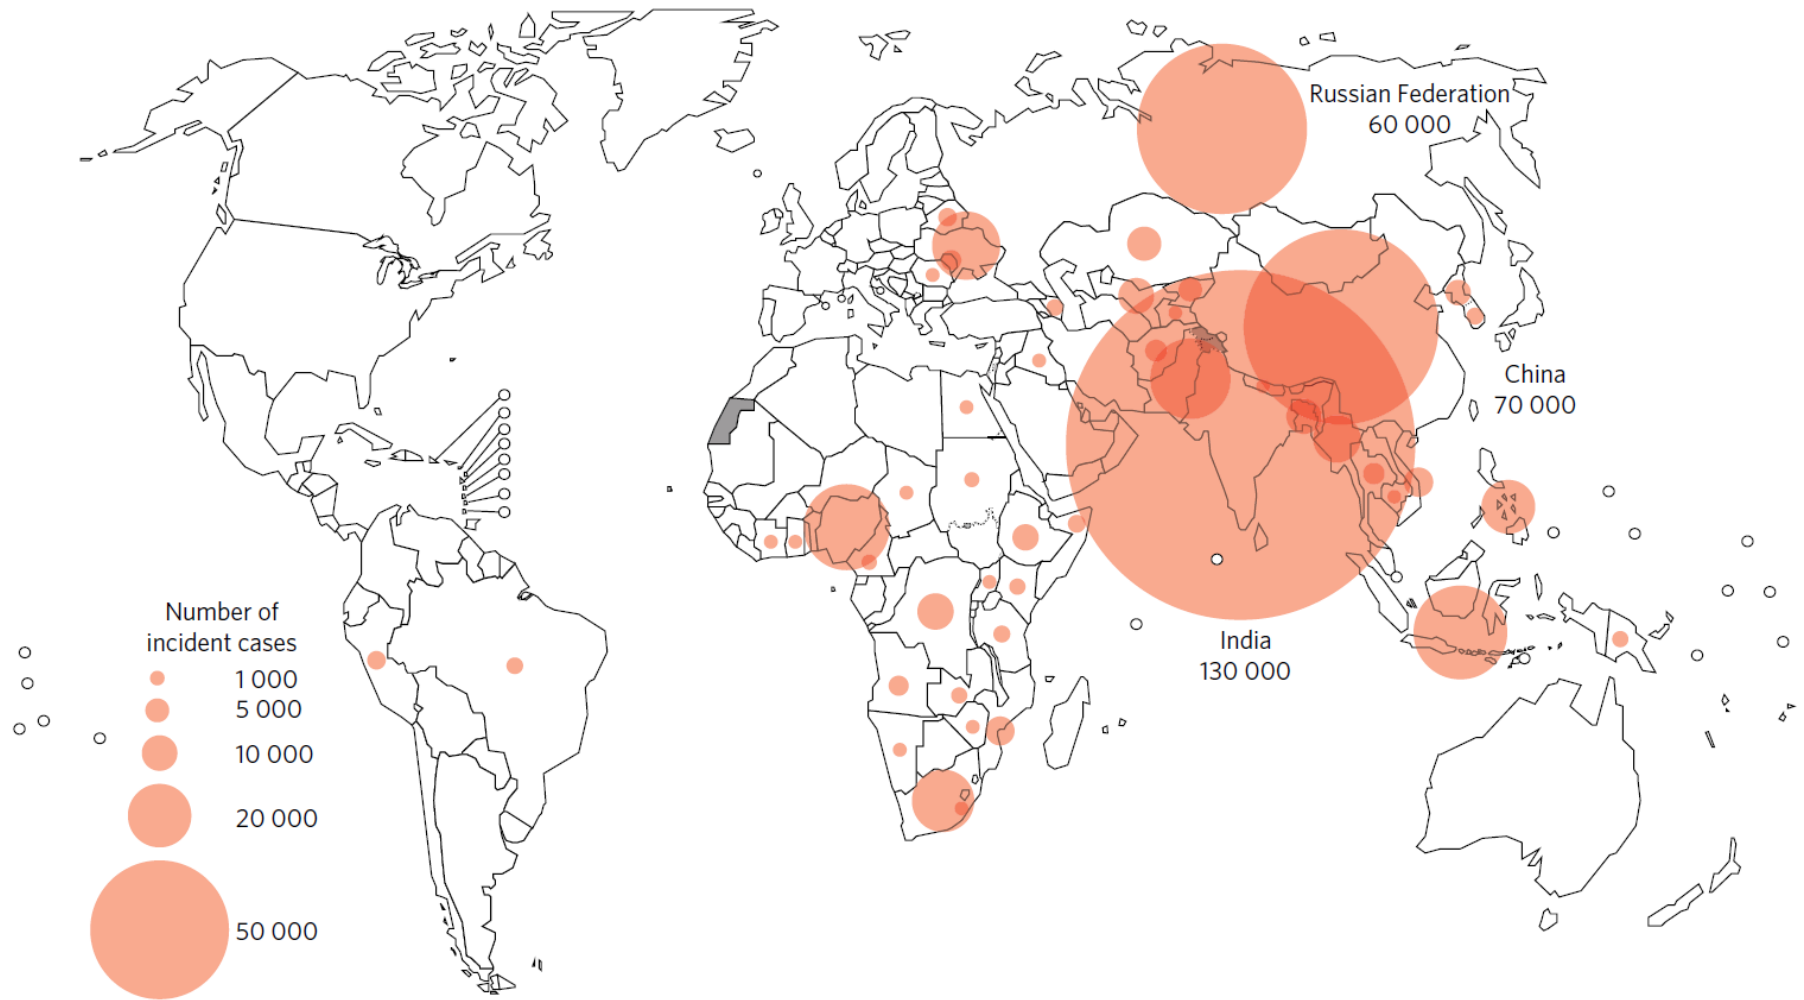 Russian Federation
60 000
China
70 000
India
130 000
Number of
incident cases
1 000
5 000
10 000
20 000
50 000